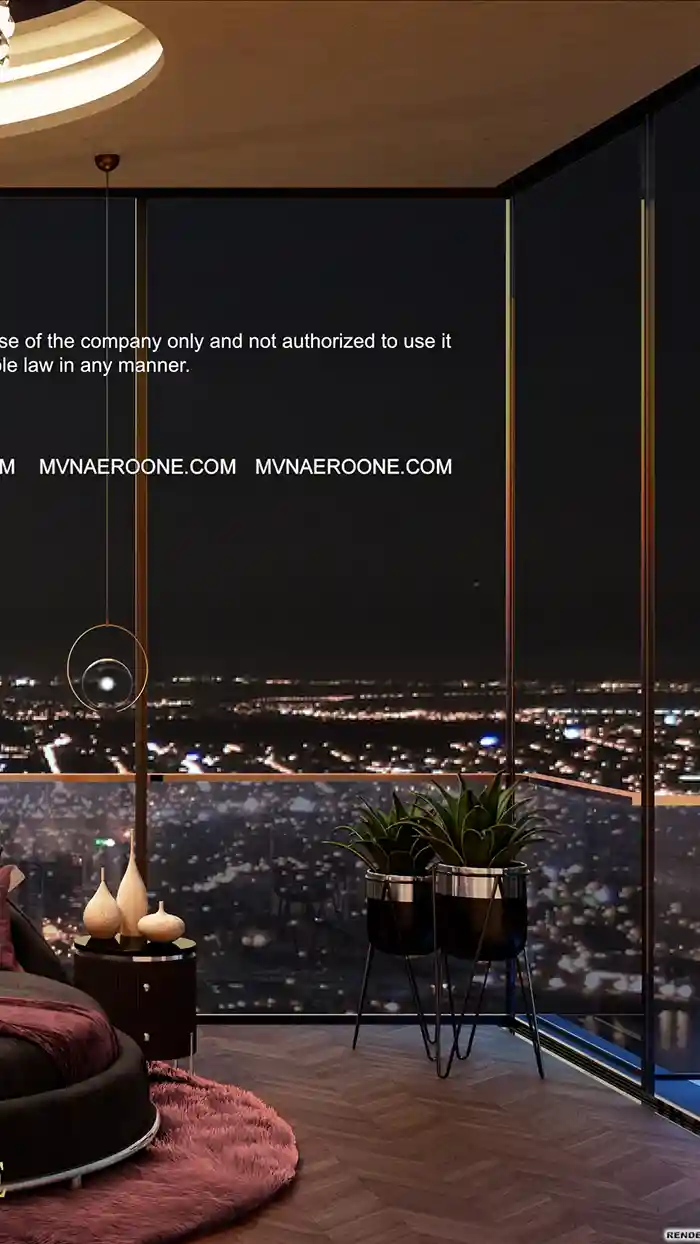 se of the company only and not authorized to use it
le law in any manner.
M MVNAEROONE.COM MVNAEROONE.COM
E
RENDE